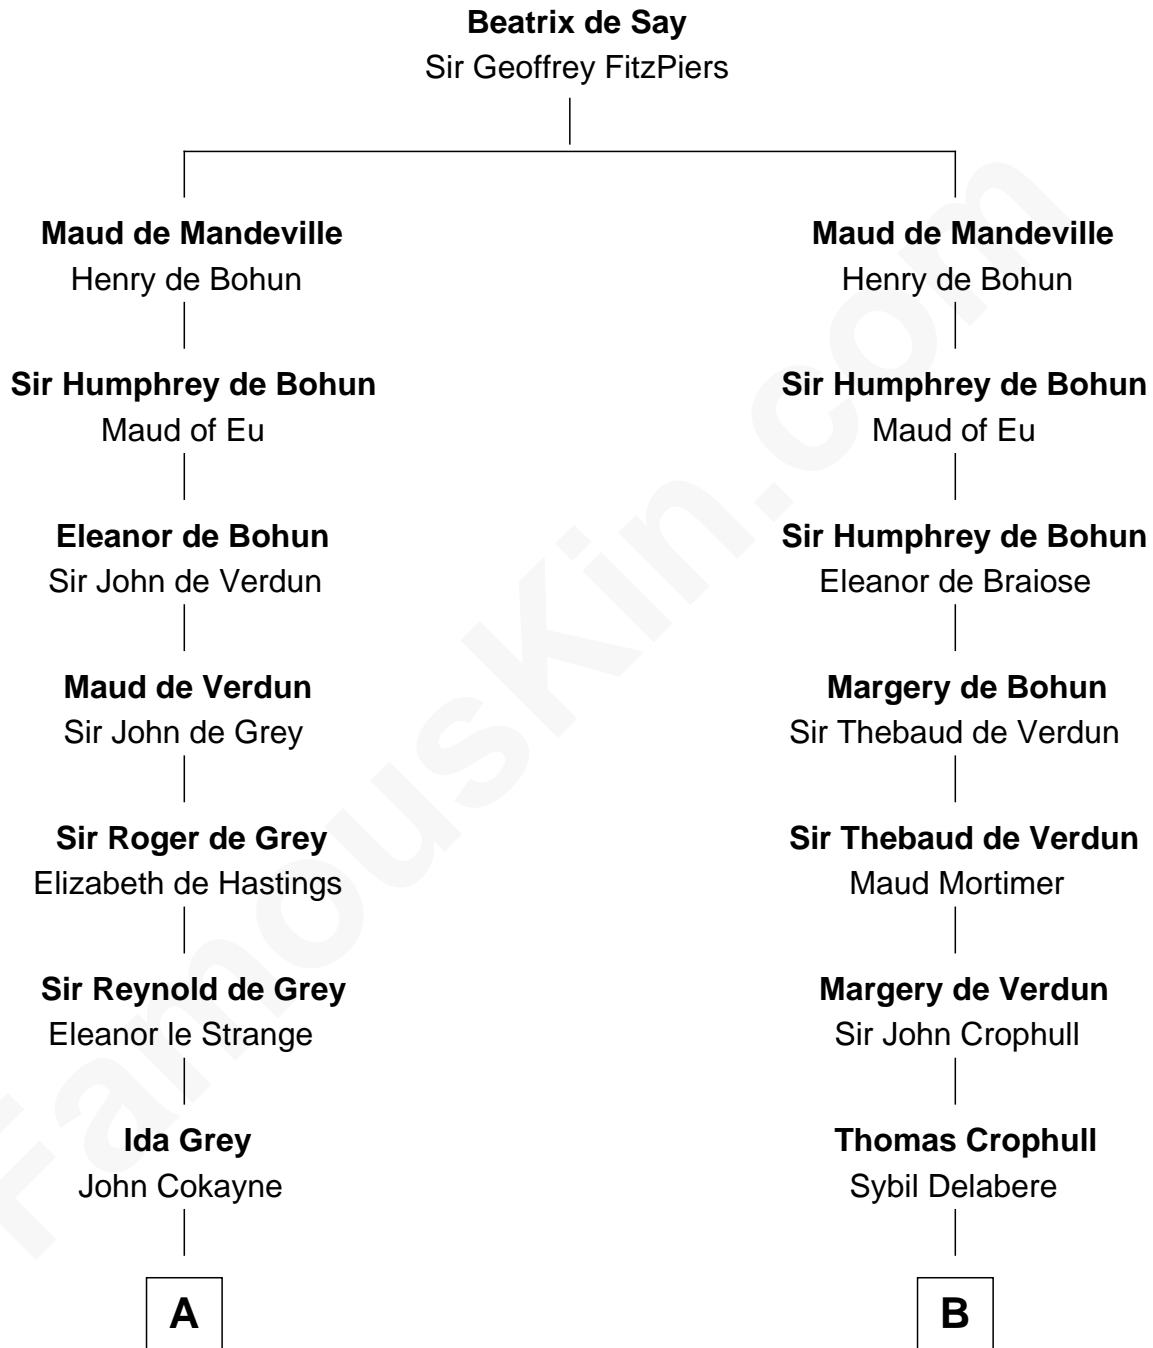 Beatrix de Say
Sir Geoffrey FitzPiers
Maud de Mandeville
Henry de Bohun
Sir Humphrey de Bohun
Maud of Eu
Eleanor de Bohun
Sir John de Verdun
Maud de Verdun
Sir John de Grey
Sir Roger de Grey
Elizabeth de Hastings
Sir Reynold de Grey
Eleanor le Strange
Ida Grey
John Cokayne
A
Maud de Mandeville
Henry de Bohun
Sir Humphrey de Bohun
Maud of Eu
Sir Humphrey de Bohun
Eleanor de Braiose
Margery de Bohun
Sir Thebaud de Verdun
Sir Thebaud de Verdun
Maud Mortimer
Margery de Verdun
Sir John Crophull
Thomas Crophull
Sybil Delabere
B
FamousKin.com